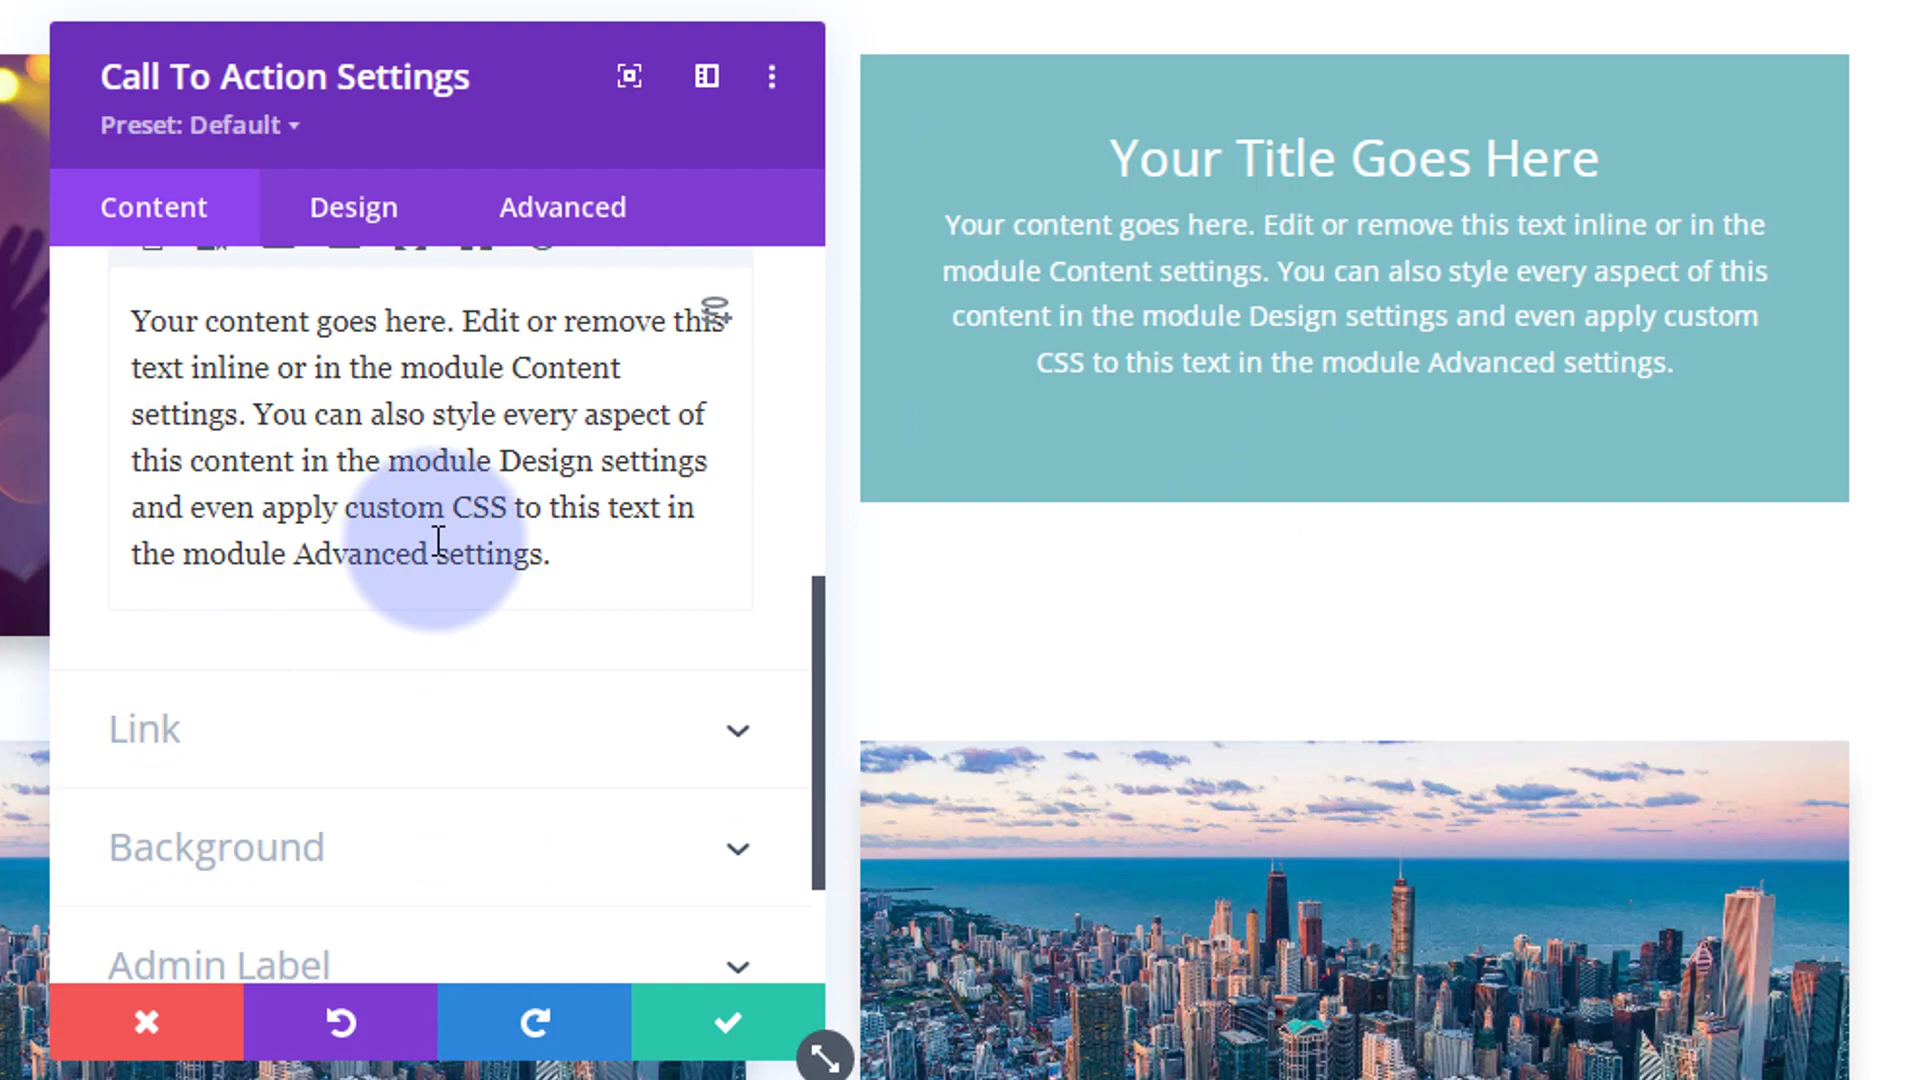 Call To Action Settings
Preset: Default
Content
Design
Advanced
Your content goes here. Edit or remove this
text inline or in the module Content
settings. You can also style every aspect of
this content in the module Design settings
and even apply custom CSS to this text in
the module Advanced settings.
Link
Background
Admin Label
Your Title Goes Here
Your content goes here. Edit or remove this text inline or in the
module Content settings. You can also style every aspect of this
content in the module Design settings and even apply custom
CSS to this text in the module Advanced settings.